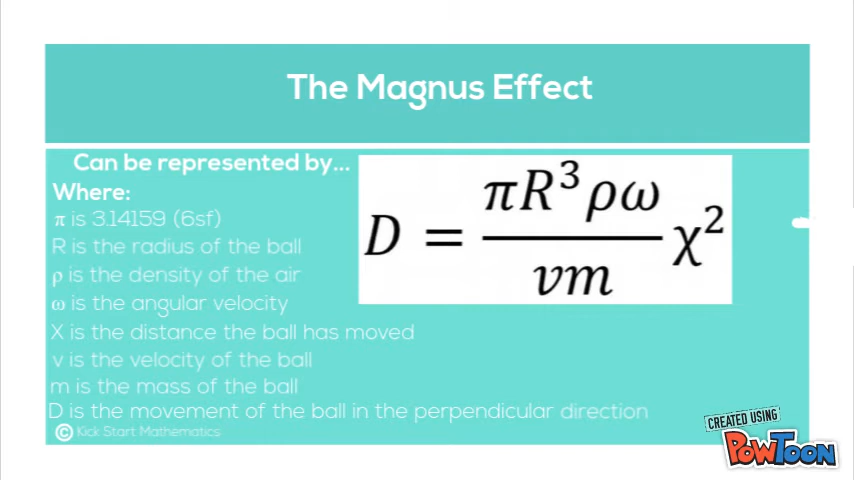 The Magnus Effect
Can be represented by...
Where:
π is 3.14159 (6sf)
R is the radius of the ball
ρ is the density of the air
ω is the angular velocity
X is the distance the ball has moved
v is the velocity of the ball
m is the mass of the ball
D is the movement of the ball in the perpendicular direction
© Kick Start Mathematics
D = πR³ρω / vm χ²
CREATED USING
POWTOON